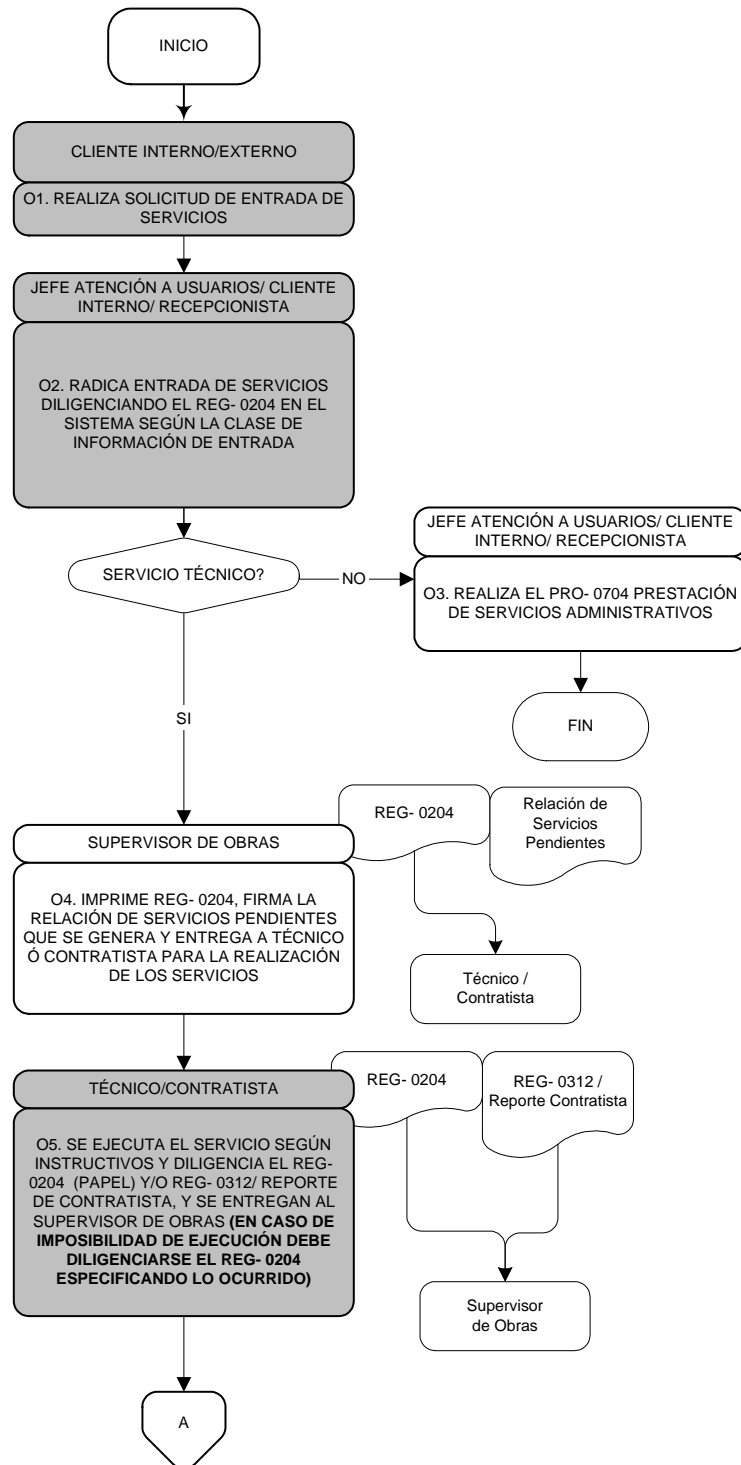 INICIO
CLIENTE INTERNO/EXTERNO
O1. REALIZA SOLICITUD DE ENTRADA DE
SERVICIOS
JEFE ATENCIÓN A USUARIOS/ CLIENTE
INTERNO/ RECEPCIONISTA
O2. RADICA ENTRADA DE SERVICIOS
DILIGENCIANDO EL REG- 0204 EN EL
SISTEMA SEGÚN LA CLASE DE
INFORMACIÓN DE ENTRADA
SERVICIO TÉCNICO?
NO
JEFE ATENCIÓN A USUARIOS/ CLIENTE
INTERNO/ RECEPCIONISTA
O3. REALIZA EL PRO- 0704 PRESTACIÓN
DE SERVICIOS ADMINISTRATIVOS
FIN
SI
SUPERVISOR DE OBRAS
O4. IMPRIME REG- 0204, FIRMA LA
RELACIÓN DE SERVICIOS PENDIENTES
QUE SE GENERA Y ENTREGA A TÉCNICO
Ó CONTRATISTA PARA LA REALIZACIÓN
DE LOS SERVICIOS
REG- 0204
Relación de
Servicios
Pendientes
Técnico /
Contratista
TÉCNICO/CONTRATISTA
O5. SE EJECUTA EL SERVICIO SEGÚN
INSTRUCTIVOS Y DILIGENCIA EL REG-
0204 (PAPEL) Y/O REG- 0312/ REPORTE
DE CONTRATISTA, Y SE ENTREGAN AL
SUPERVISOR DE OBRAS (EN CASO DE
IMPOSIBILIDAD DE EJECUCIÓN DEBE
DILIGENCIARSE EL REG- 0204
ESPECIFICANDO LO OCURRIDO)
REG- 0204
REG- 0312 /
Reporte Contratista
Supervisor
de Obras
A